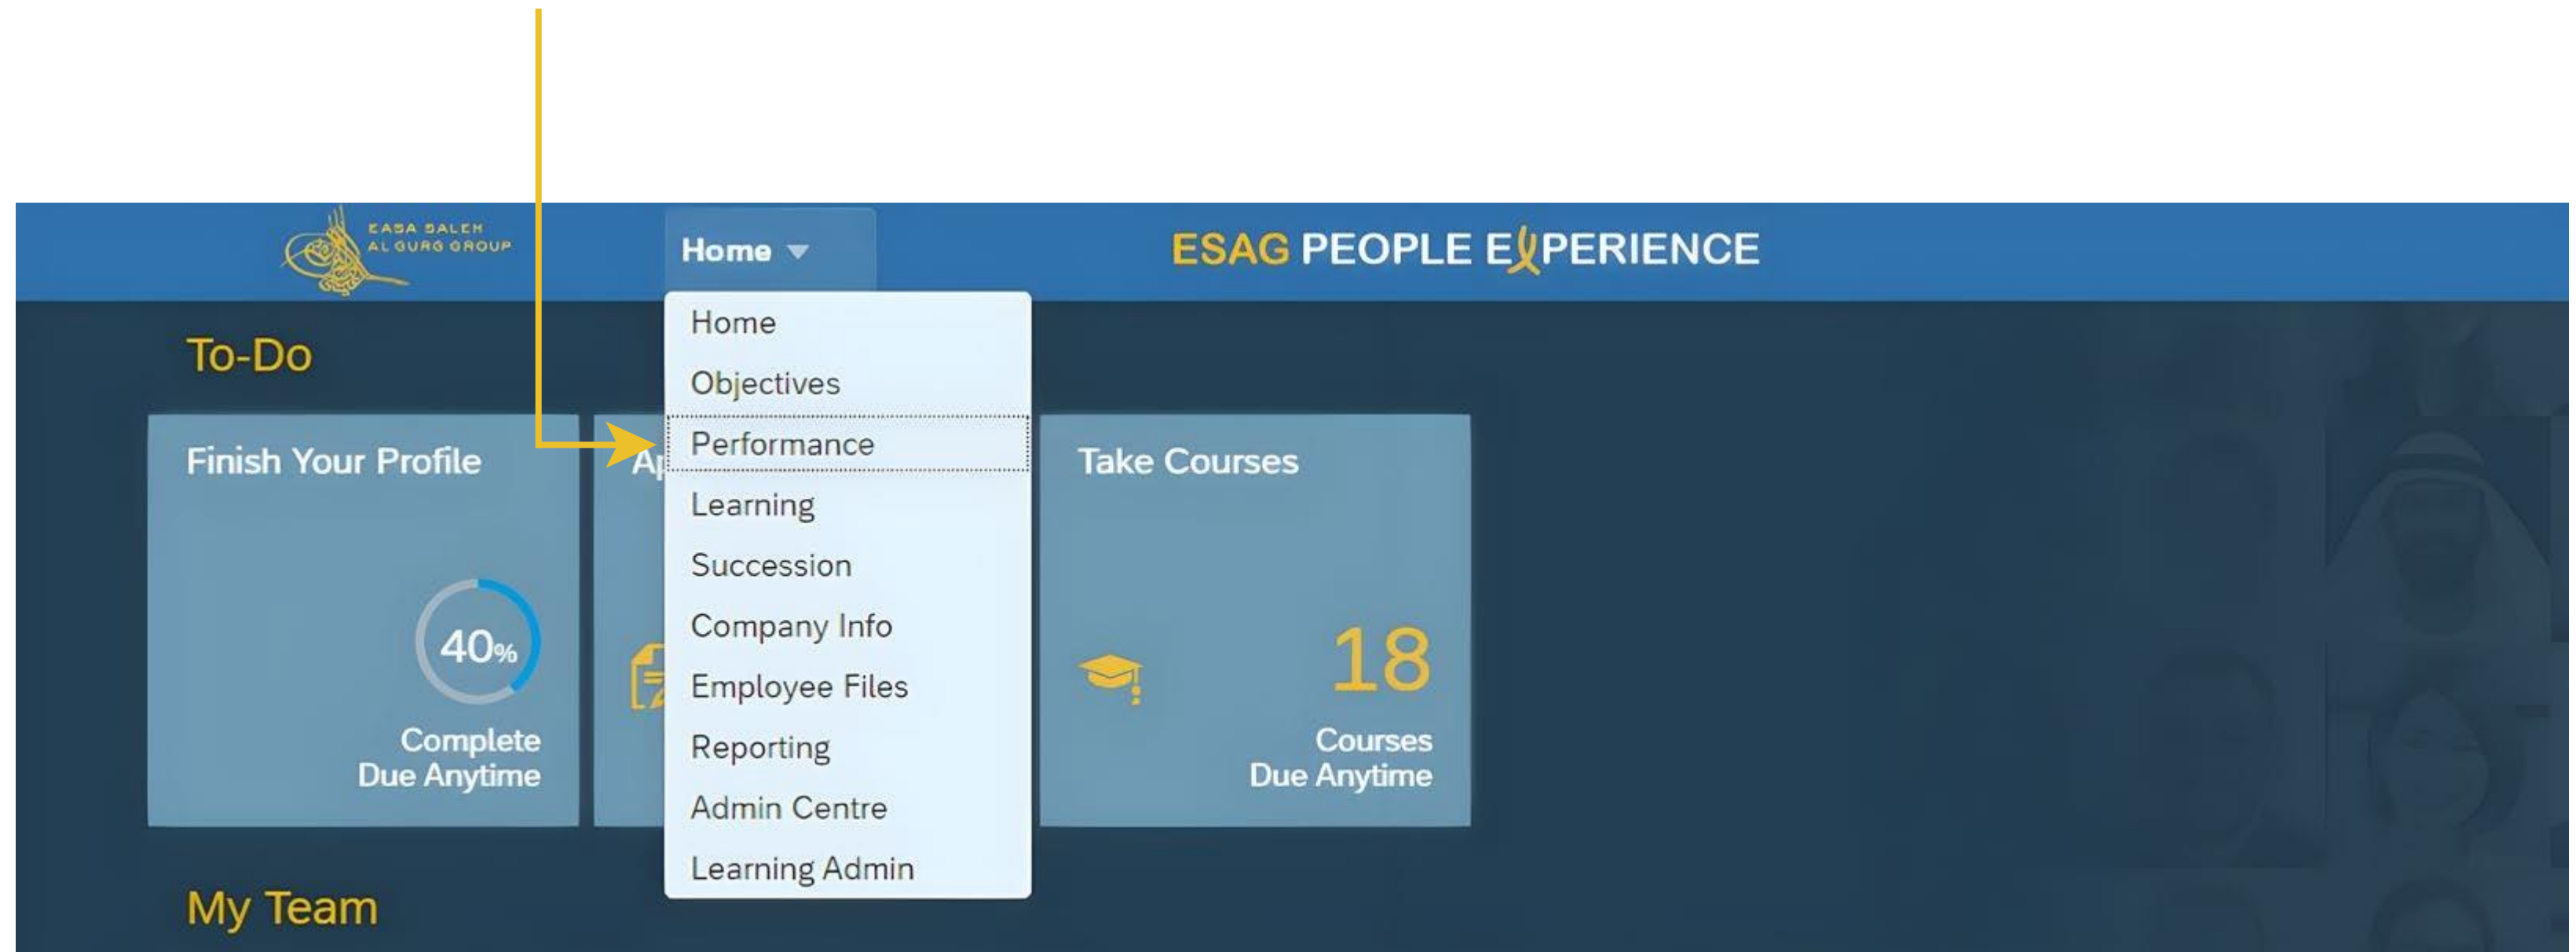 EASA SALEH
AL GURG GROUP
Home
ESAG PEOPLE EXPERIENCE
Home
Objectives
Performance
Learning
Succession
Company Info
Employee Files
Reporting
Admin Centre
Learning Admin
To-Do
Finish Your Profile
40%
Complete
Due Anytime
Ap
Take Courses
18
Courses
Due Anytime
My Team